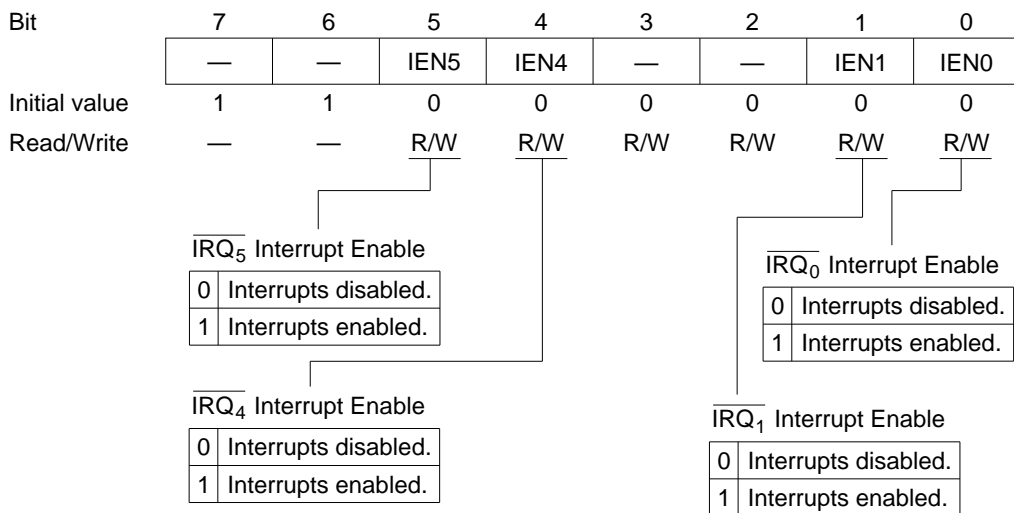 Bit 7 6 5 4 3 2 1 0
— — IEN5 IEN4 — — IEN1 IEN0
Initial value 1 1 0 0 0 0 0 0
Read/Write — — R/W R/W R/W R/W R/W R/W
IRQ5 Interrupt Enable
0 Interrupts disabled.
1 Interrupts enabled.
IRQ0 Interrupt Enable
0 Interrupts disabled.
1 Interrupts enabled.
IRQ4 Interrupt Enable
0 Interrupts disabled.
1 Interrupts enabled.
IRQ1 Interrupt Enable
0 Interrupts disabled.
1 Interrupts enabled.